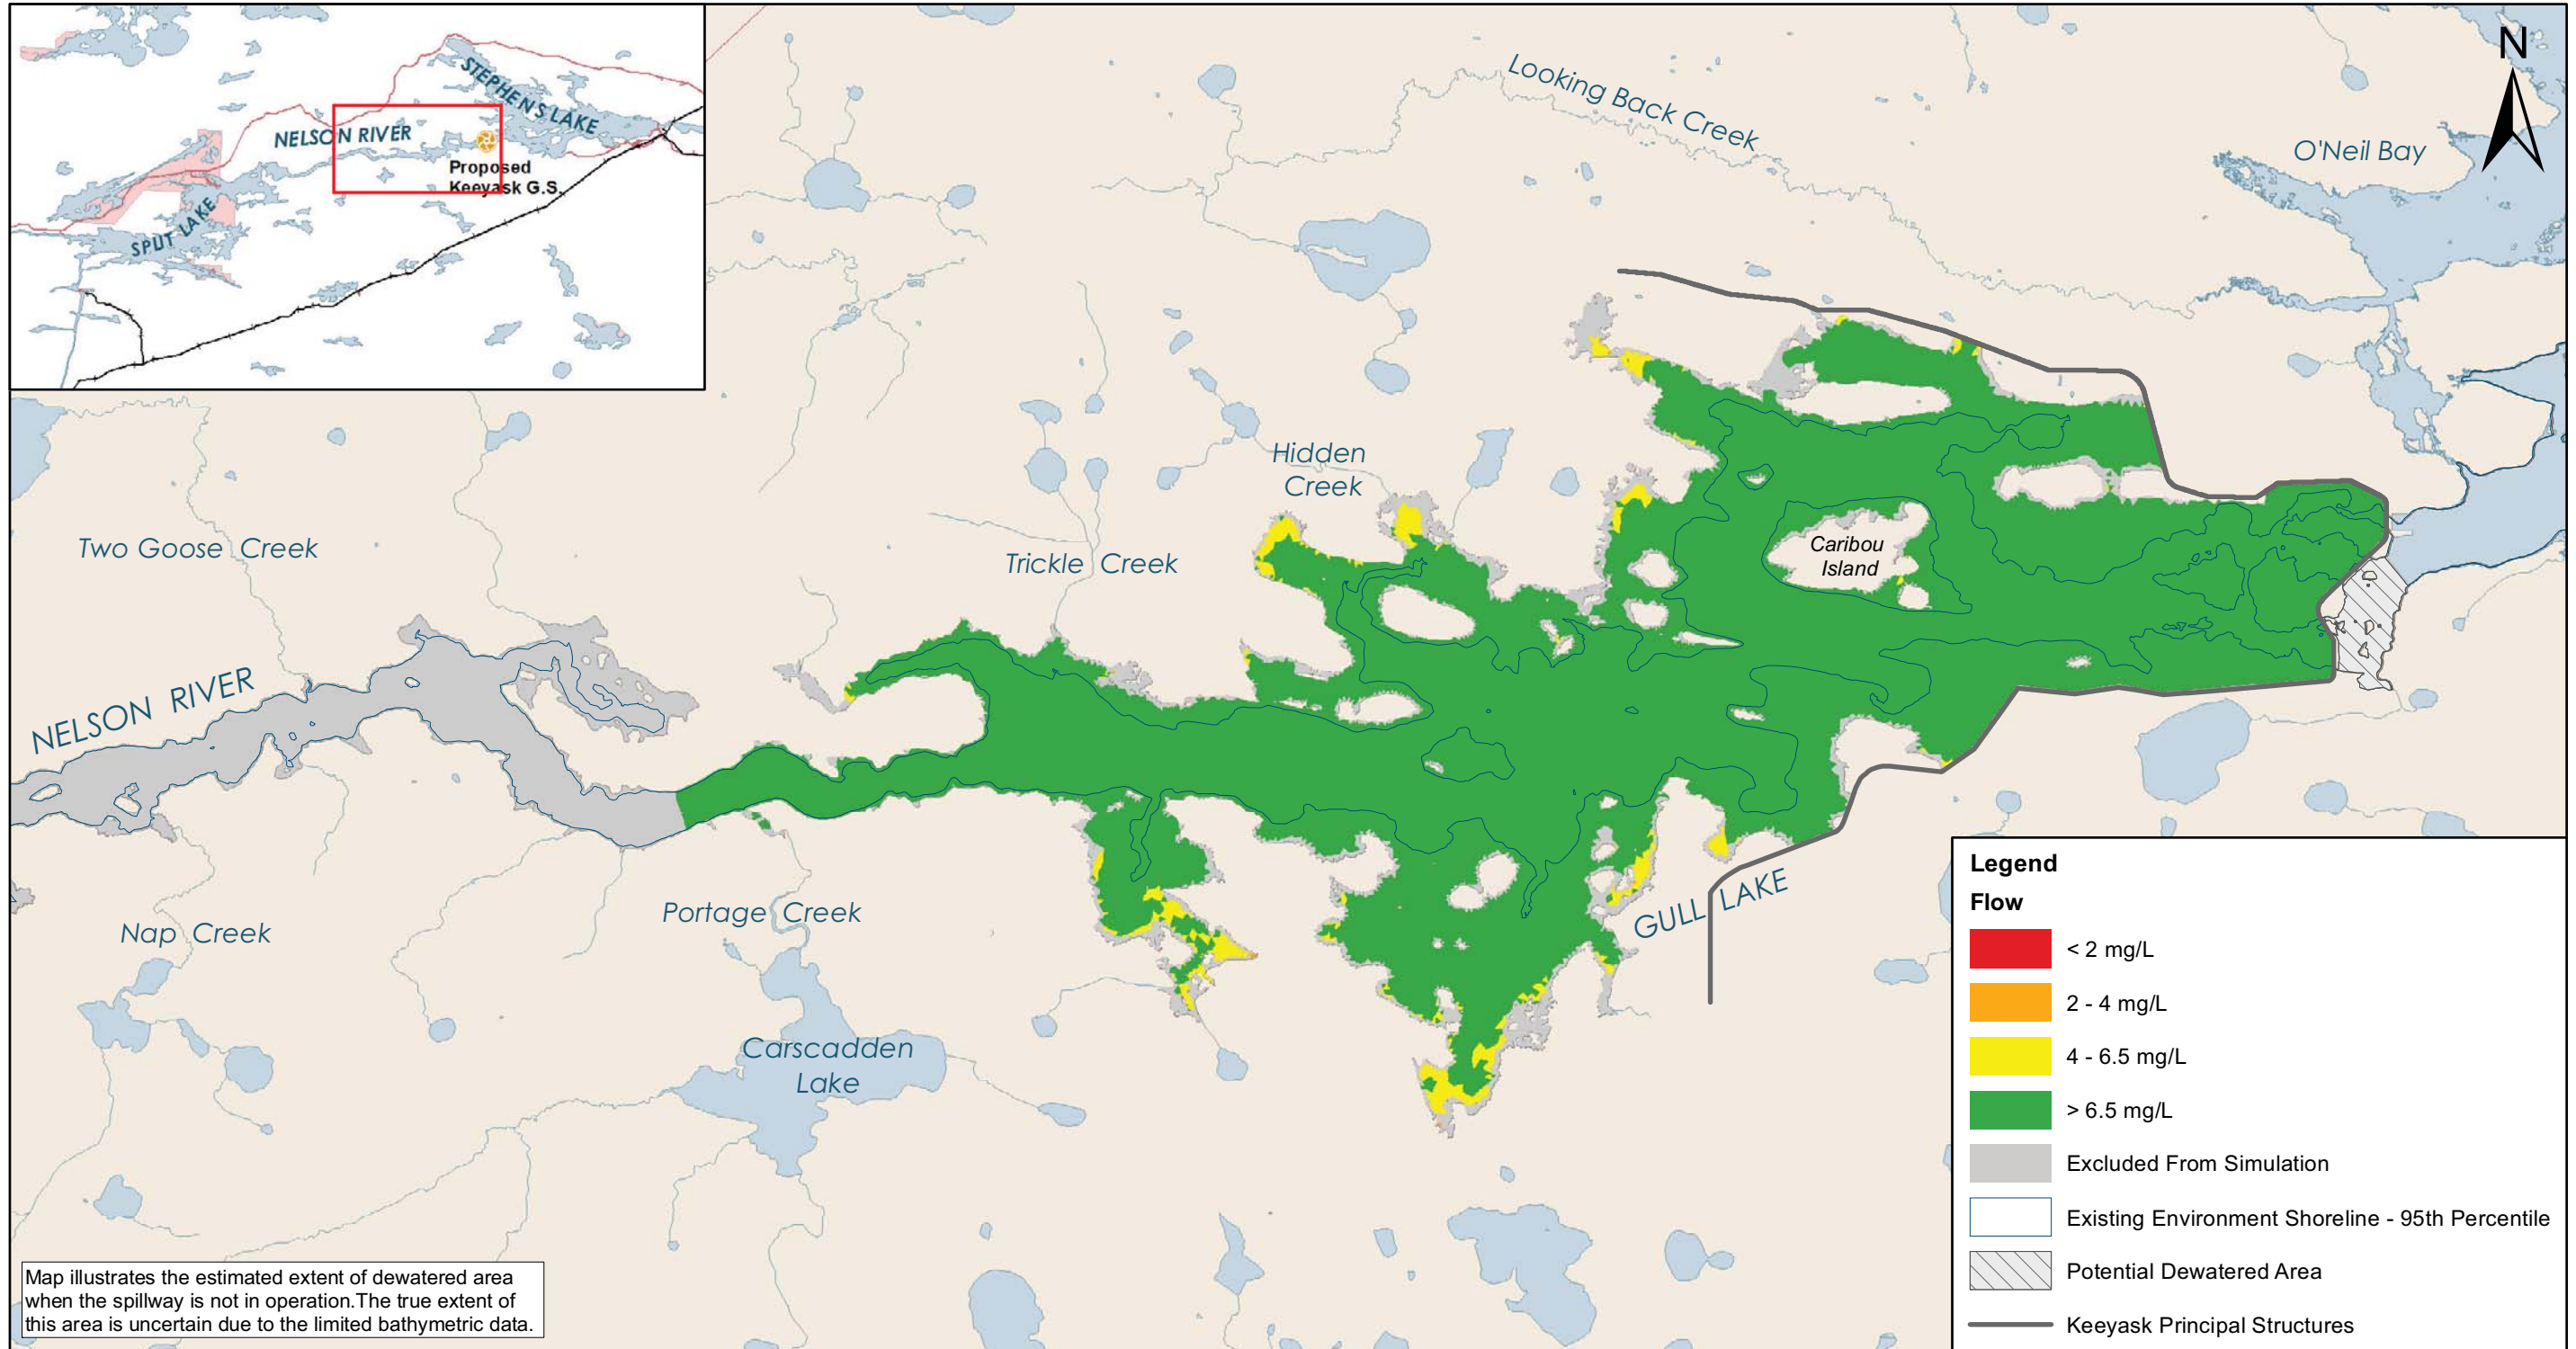 STEPHENS LAKE
NELSON RIVER
Proposed
Keeyask G.S.
SPLIT LAKE
Looking Back Creek
N
O'Neil Bay
Hidden
Creek
Two Goose Creek
Trickle Creek
Caribou
Island
NELSON RIVER
Portage Creek
Nap Creek
GULL LAKE
Carscadden
Lake
Legend
Flow
< 2 mg/L
2 - 4 mg/L
4 - 6.5 mg/L
> 6.5 mg/L
Excluded From Simulation
Existing Environment Shoreline - 95th Percentile
Potential Dewatered Area
Keeyask Principal Structures
Map illustrates the estimated extent of dewatered area
when the spillway is not in operation.The true extent of
this area is uncertain due to the limited bathymetric data.